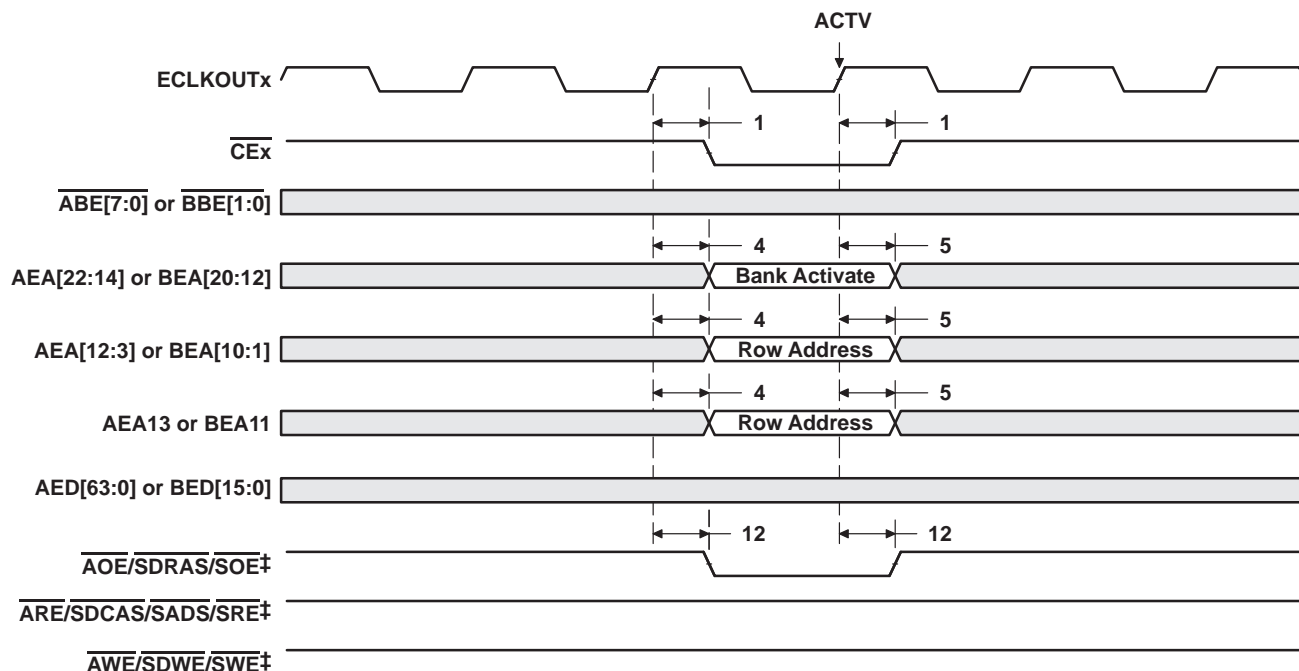 ACTV
ECLKOUTx
1 1
CEx
ABE[7:0] or BBE[1:0]
4 5
AEA[22:14] or BEA[20:12] Bank Activate
4 5
AEA[12:3] or BEA[10:1] Row Address
4 5
AEA13 or BEA11 Row Address
AED[63:0] or BED[15:0]
12 12
AOE/SDRAS/SOE‡
ARE/SDCAS/SADS/SRE‡
AWE/SDWE/SWE‡